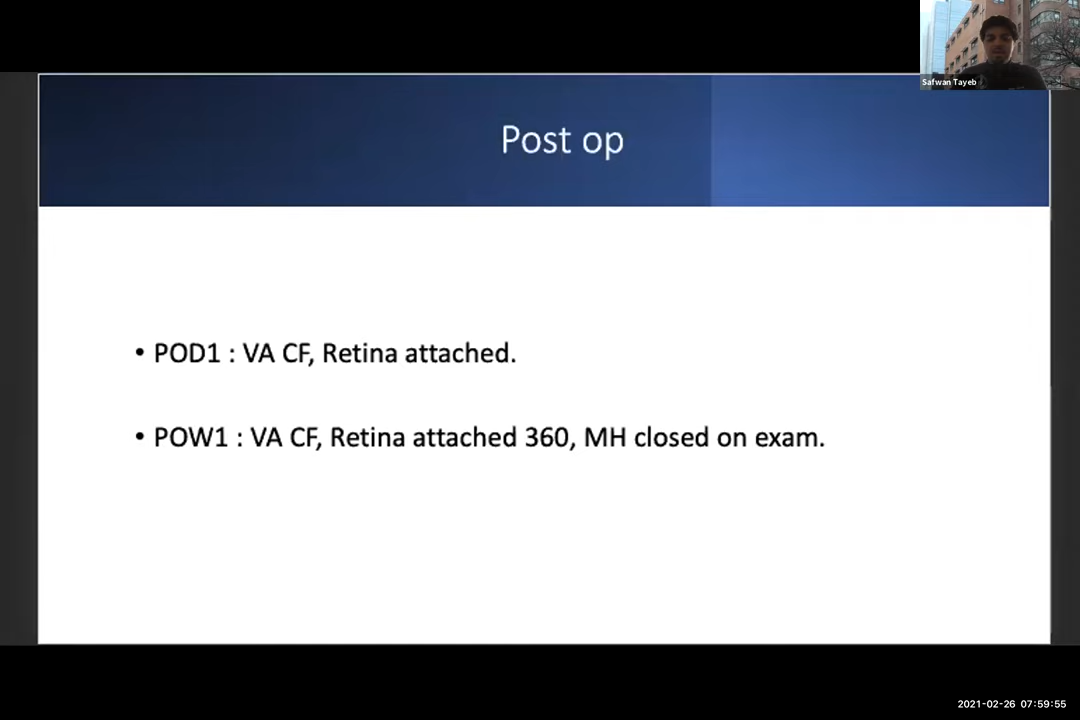 Safwan Tayeb
Post op
• POD1 : VA CF, Retina attached.
• POW1 : VA CF, Retina attached 360, MH closed on exam.
2021-02-26 07:59:55